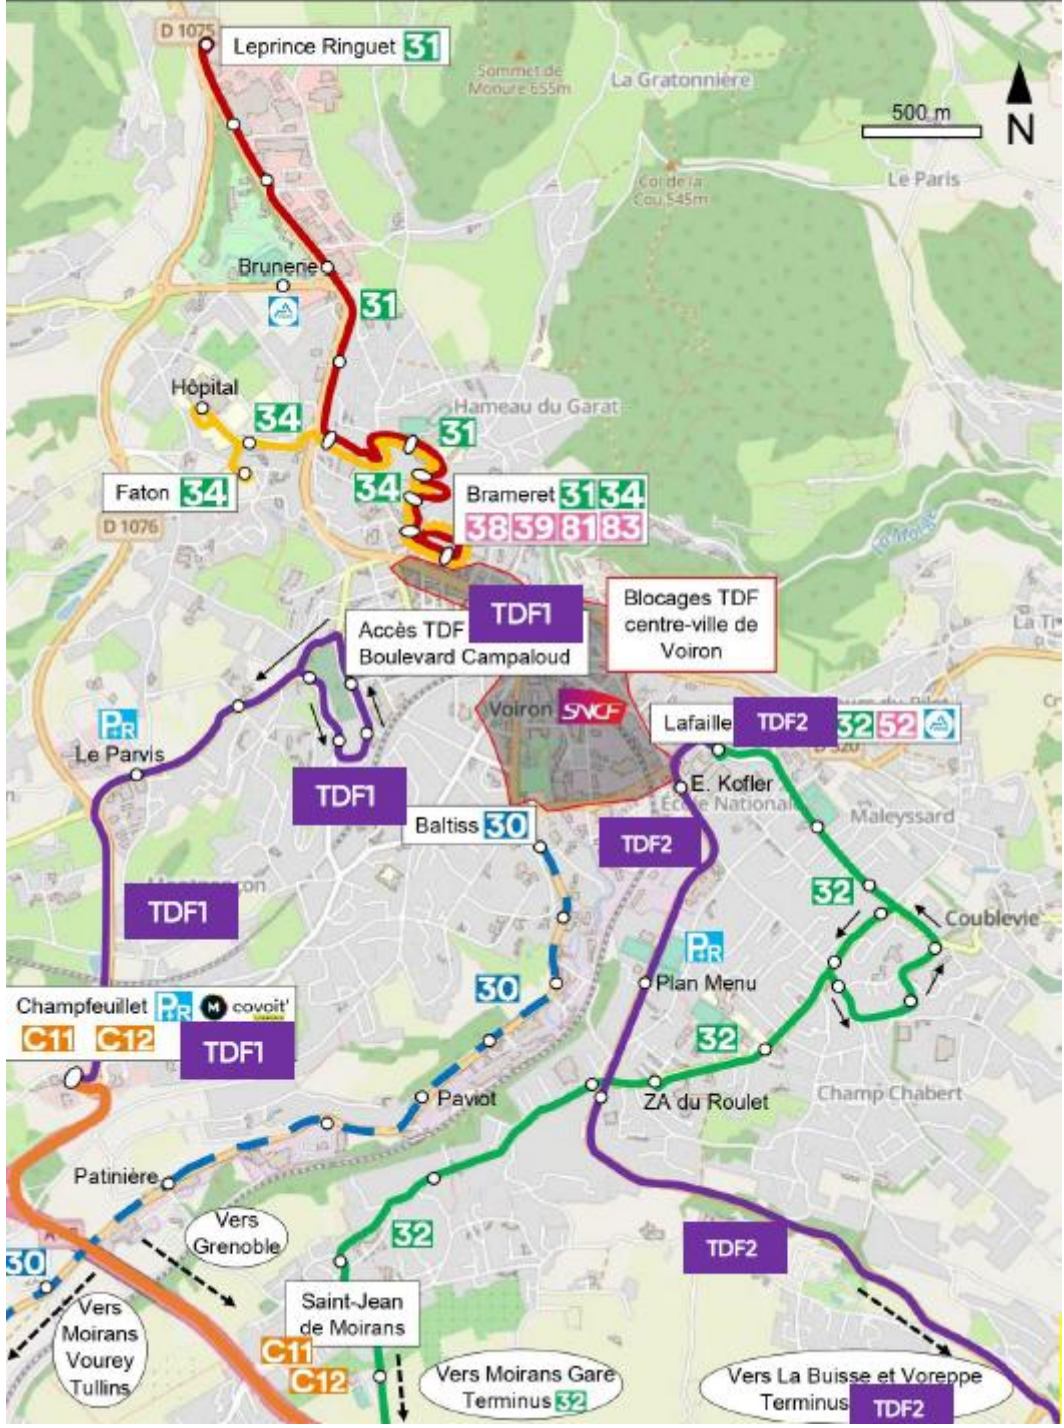 D 1075
Leprince Ringuet 31
Sommet de
Monure 655m
La Gratonnière
500 m
N
Col de la
Cou 545m
Le Paris
Brunerie
31
Hôpital
34
Hameau du Garat
31
Faton 34
34
Brameret 31 34
38 39 81 83
D 1076
TDF1
Accès TDF
Boulevard Campaloud
Blocages TDF
centre-ville de
Voiron
P+R
Le Parvis
Voiron SNCF
Lafaille TDF2 32 52
D 520
E. Kofler
École Nationale
Maleyssard
TDF1
Baltiss 30
TDF2
32
Coublevie
TDF1
P+R
Plan Menu
30
Champfeuillet P+R M covoit'
C11 C12 TDF1
32
ZA du Roulet
Champ Chabert
Paviot
Patinière
Vers
Grenoble
32
TDF2
A
30
Vers
Moirans
Vourey
Tullins
Saint-Jean
de Moirans
C11
C12
Vers Moirans Gare
Terminus 32
Vers La Buisse et Voreppe
Terminus TDF2